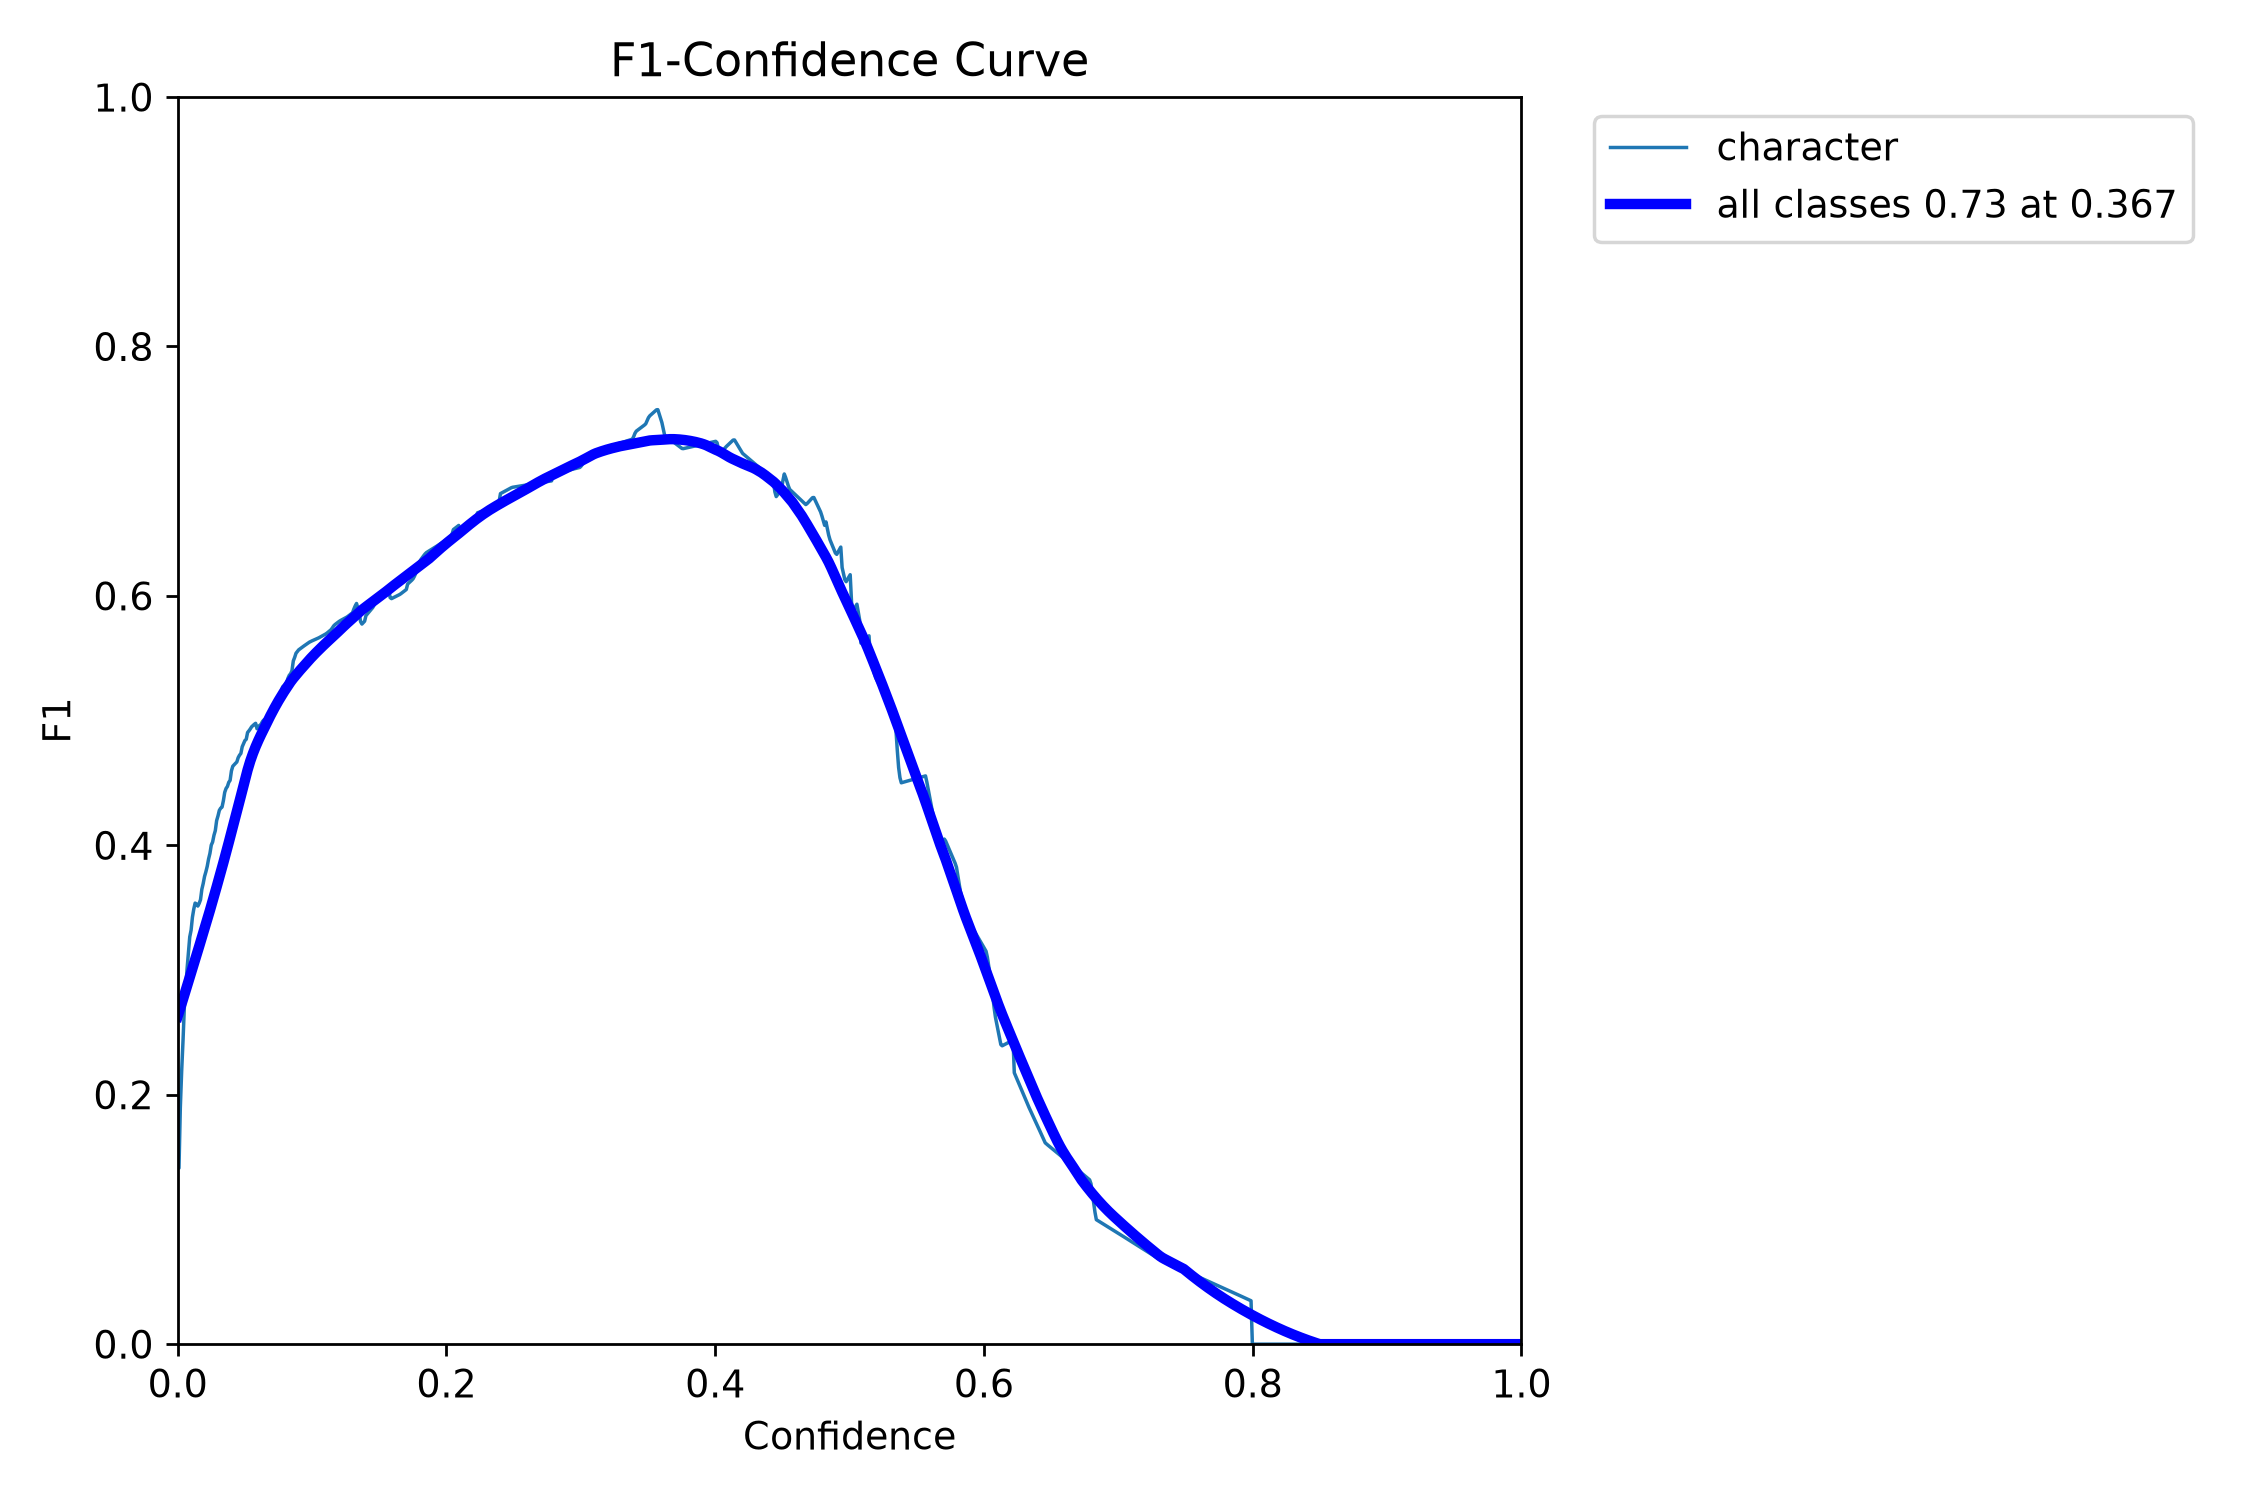 F1-Confidence Curve
1.0
0.8
0.6
0.4
0.2
0.0
F1
0.0 0.2 0.4 0.6 0.8 1.0
Confidence
character
all classes 0.73 at 0.367